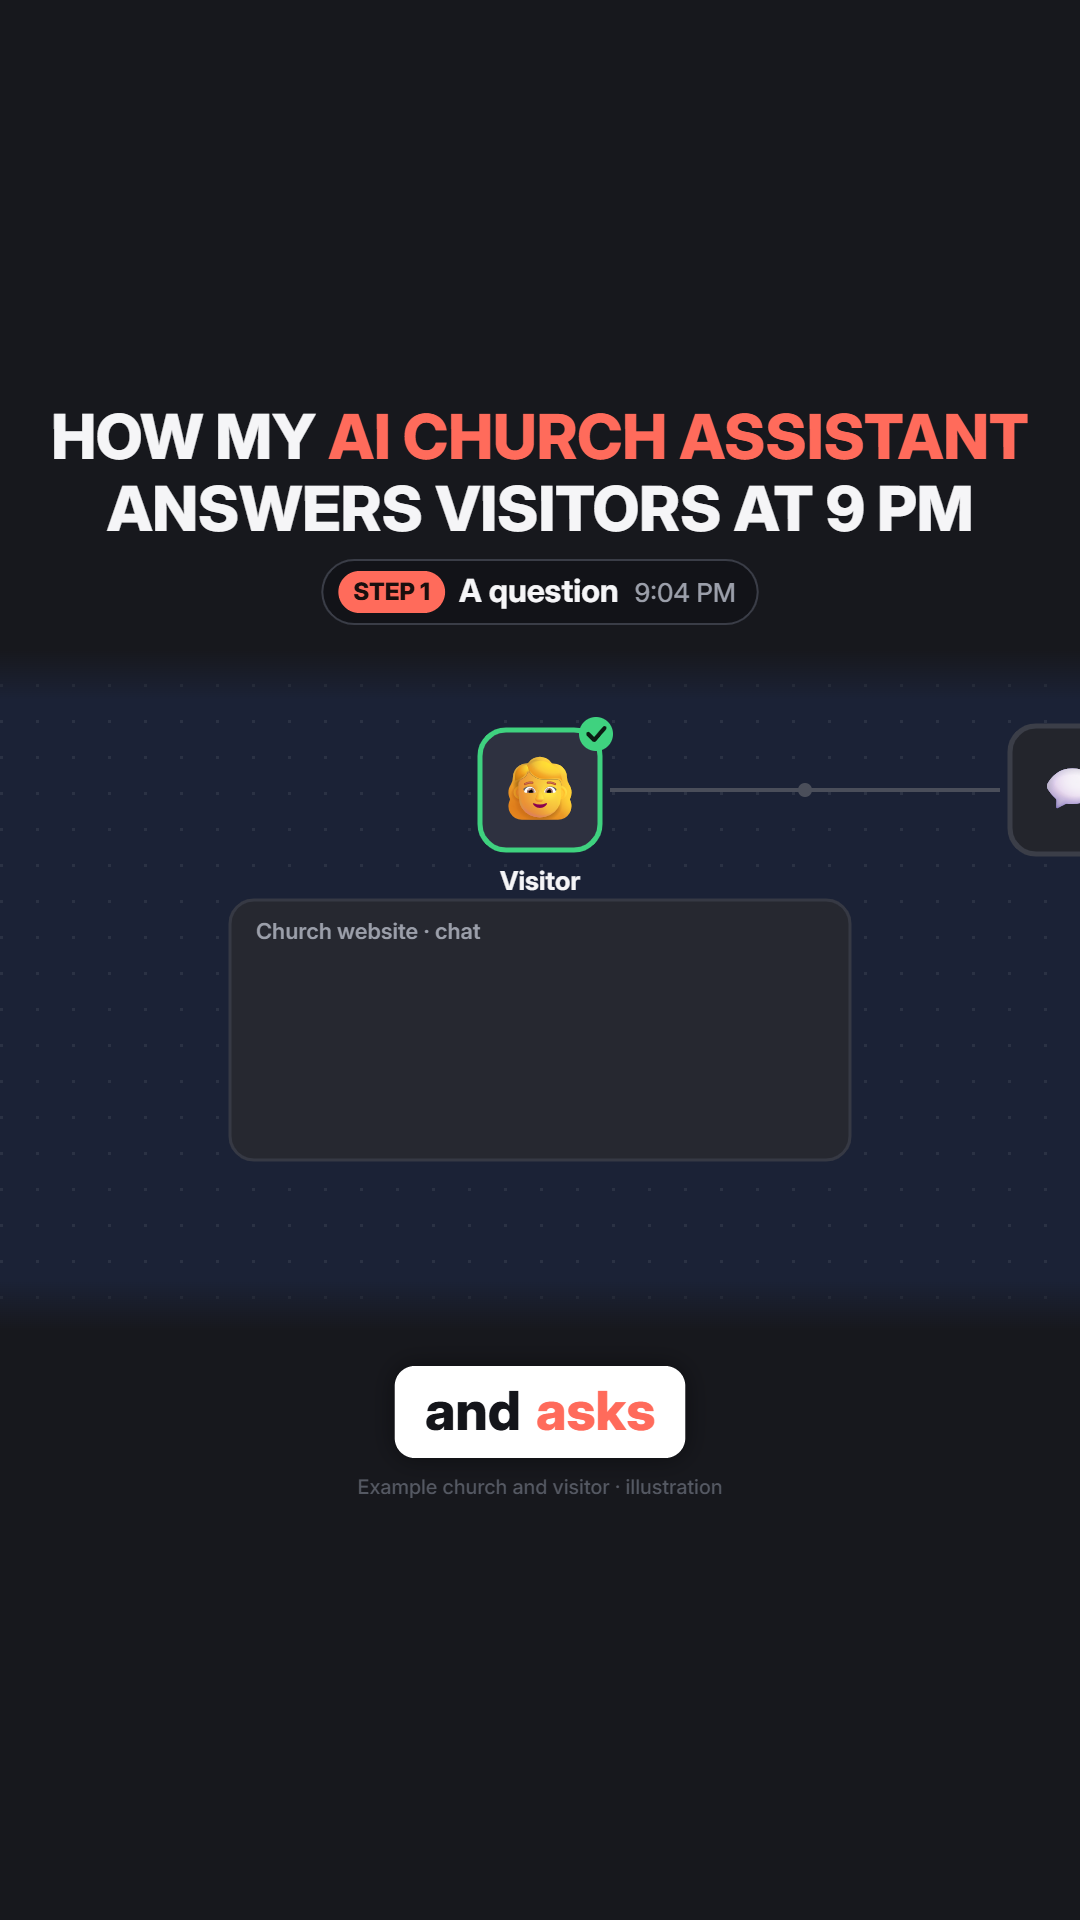 HOW MY AI CHURCH ASSISTANT
ANSWERS VISITORS AT 9 PM
STEP 1 A question 9:04 PM
Visitor
Church website · chat
and asks
Example church and visitor · illustration